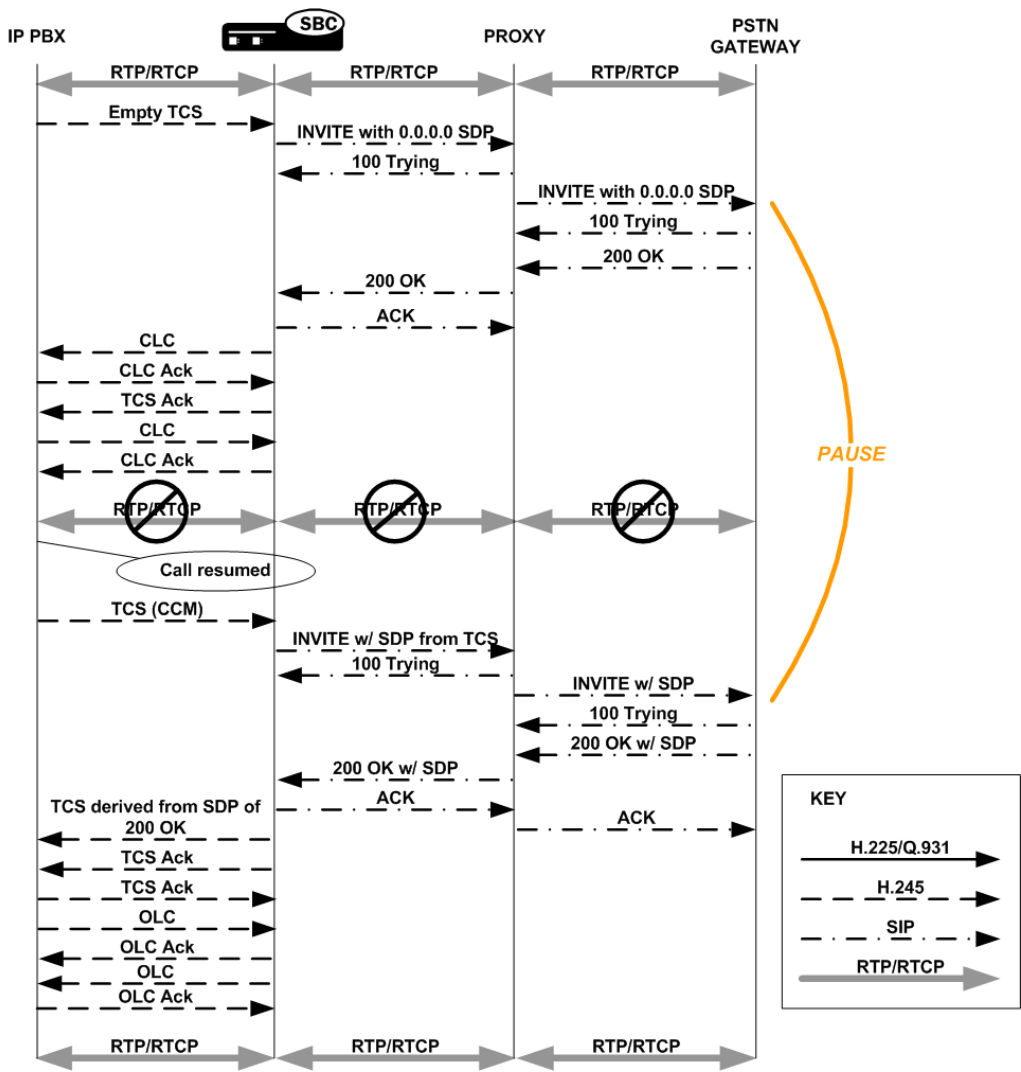 IP PBX
SBC
PROXY
PSTN
GATEWAY
RTP/RTCP
RTP/RTCP
RTP/RTCP
Empty TCS
INVITE with 0.0.0.0 SDP
100 Trying
INVITE with 0.0.0.0 SDP
100 Trying
200 OK
200 OK
ACK
CLC
CLC Ack
TCS Ack
CLC
PAUSE
CLC Ack
RTP/RTCP
RTP/RTCP
RTP/RTCP
Call resumed
TCS (CCM)
INVITE w/ SDP from TCS
100 Trying
INVITE w/ SDP
100 Trying
200 OK w/ SDP
200 OK w/ SDP
ACK
TCS derived from SDP of
200 OK
ACK
TCS Ack
TCS Ack
OLC
OLC Ack
OLC
OLC Ack
RTP/RTCP
RTP/RTCP
RTP/RTCP
KEY
H.225/Q.931
H.245
SIP
RTP/RTCP